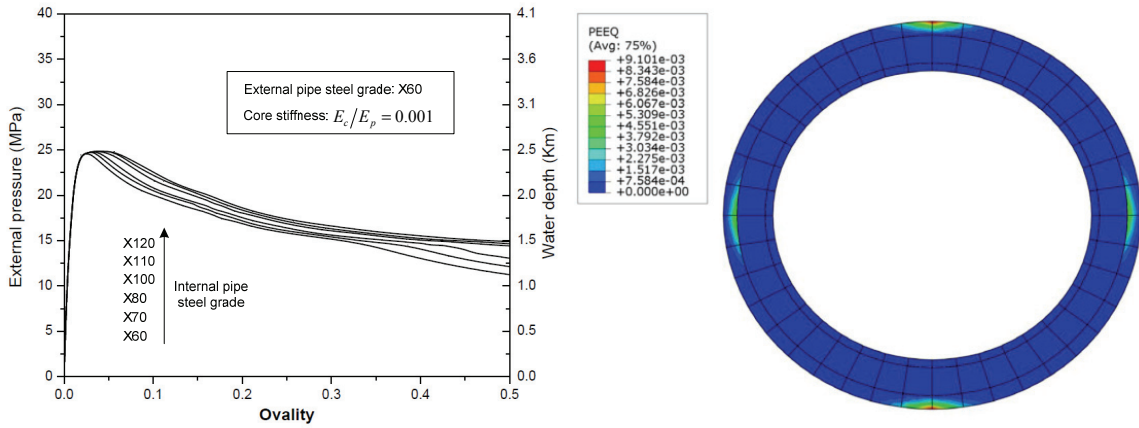 External pressure (MPa)
40
35
30
25
20
15
10
5
0
0.0
0.1
0.2
0.3
0.4
0.5
Ovality
4.1
3.6
3.1
2.5
2.0
1.5
1.0
0.5
0.0
Water depth (Km)
External pipe steel grade: X60
Core stiffness: E_c/E_p = 0.001
X120
X110
X100
X80
X70
X60
Internal pipe
steel grade
PEEQ
(Avg: 75%)
+9.101e-03
+8.343e-03
+7.584e-03
+6.826e-03
+6.067e-03
+5.309e-03
+4.551e-03
+3.792e-03
+3.034e-03
+2.275e-03
+1.517e-03
+7.584e-04
+0.000e+00